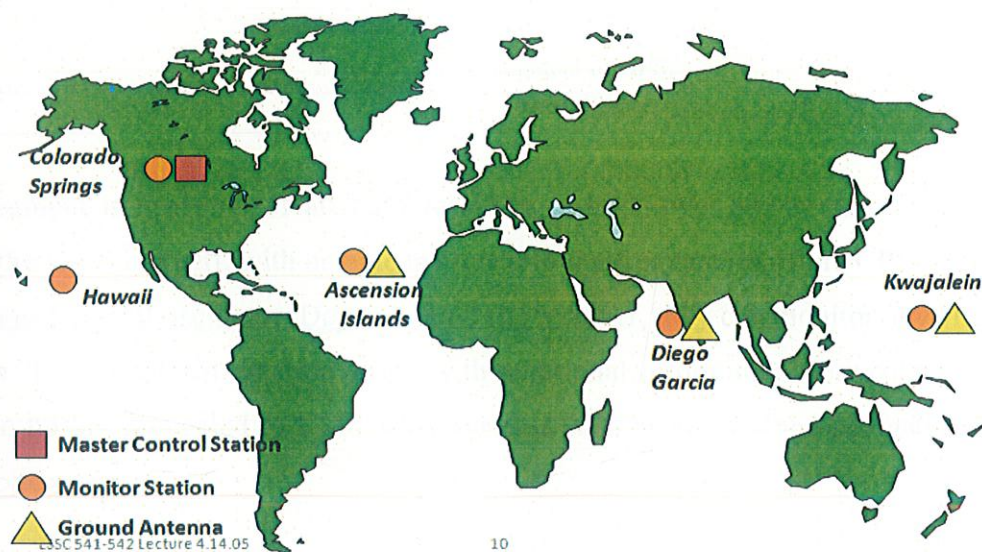 Colorado
Springs
Hawaii
Ascension
Islands
Kwajalein
Diego
Garcia
Master Control Station
Monitor Station
Ground Antenna
LSSC 541-542 Lecture 4.14.05
10